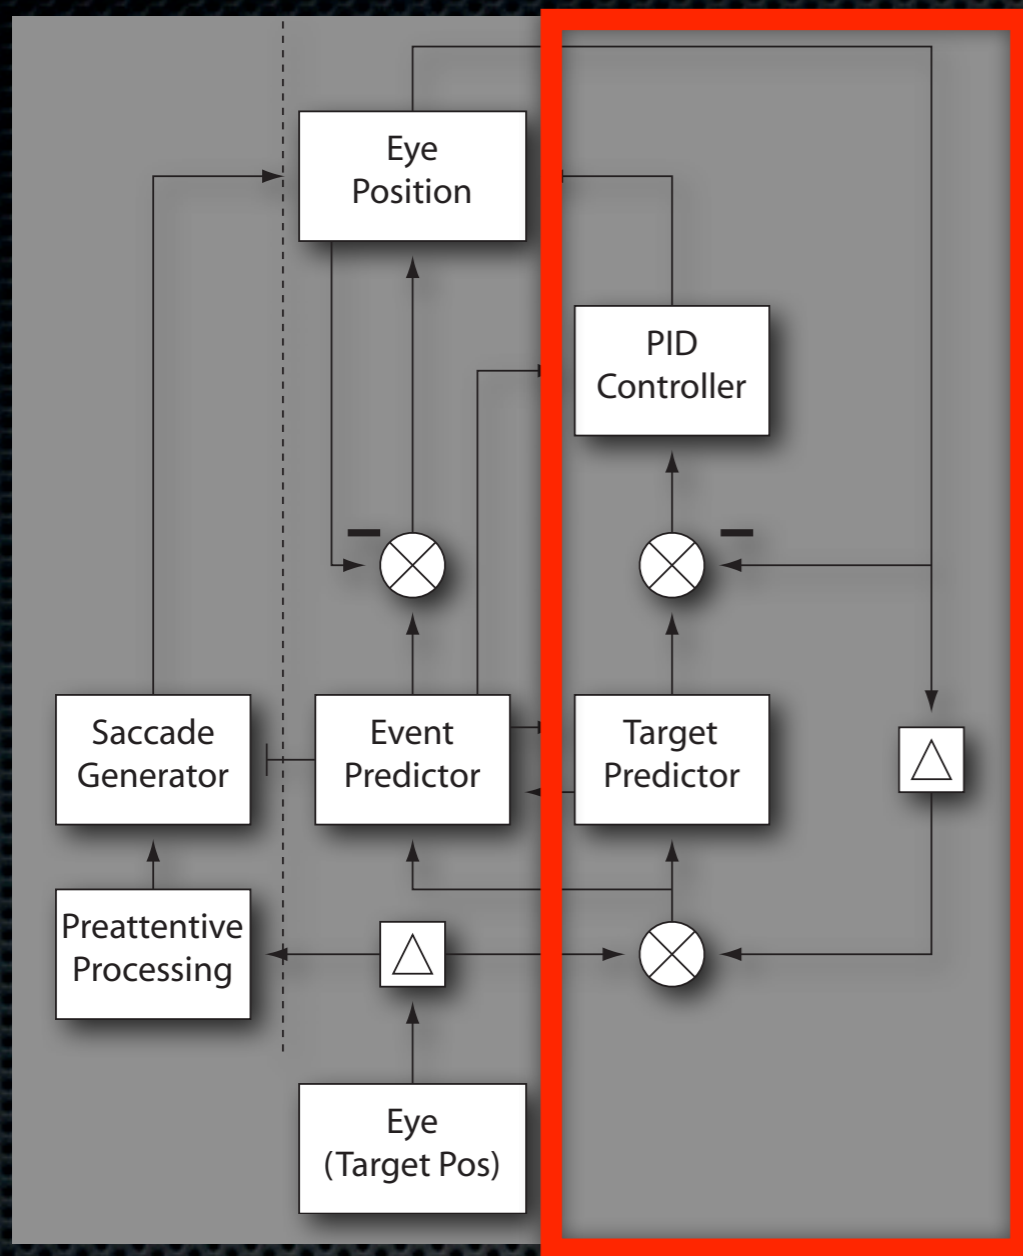 Eye
Position
PID
Controller
Saccade
Generator
Event
Predictor
Target
Predictor
Preattentive
Processing
Eye
(Target Pos)